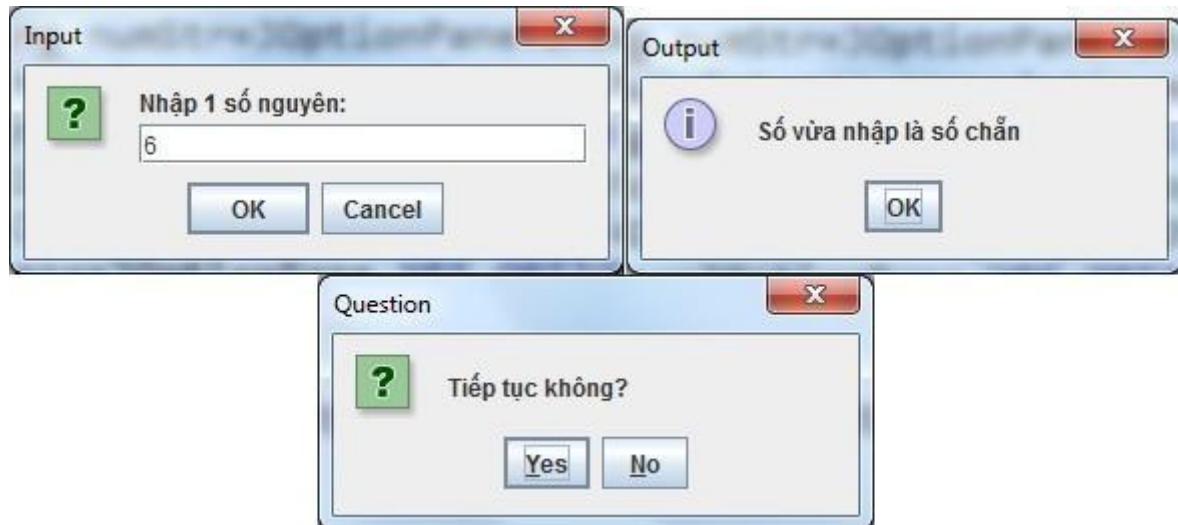 Input
Nhập 1 số nguyên:
6
OK
Cancel
Output
Số vừa nhập là số chẵn
OK
Question
Tiếp tục không?
Yes
No